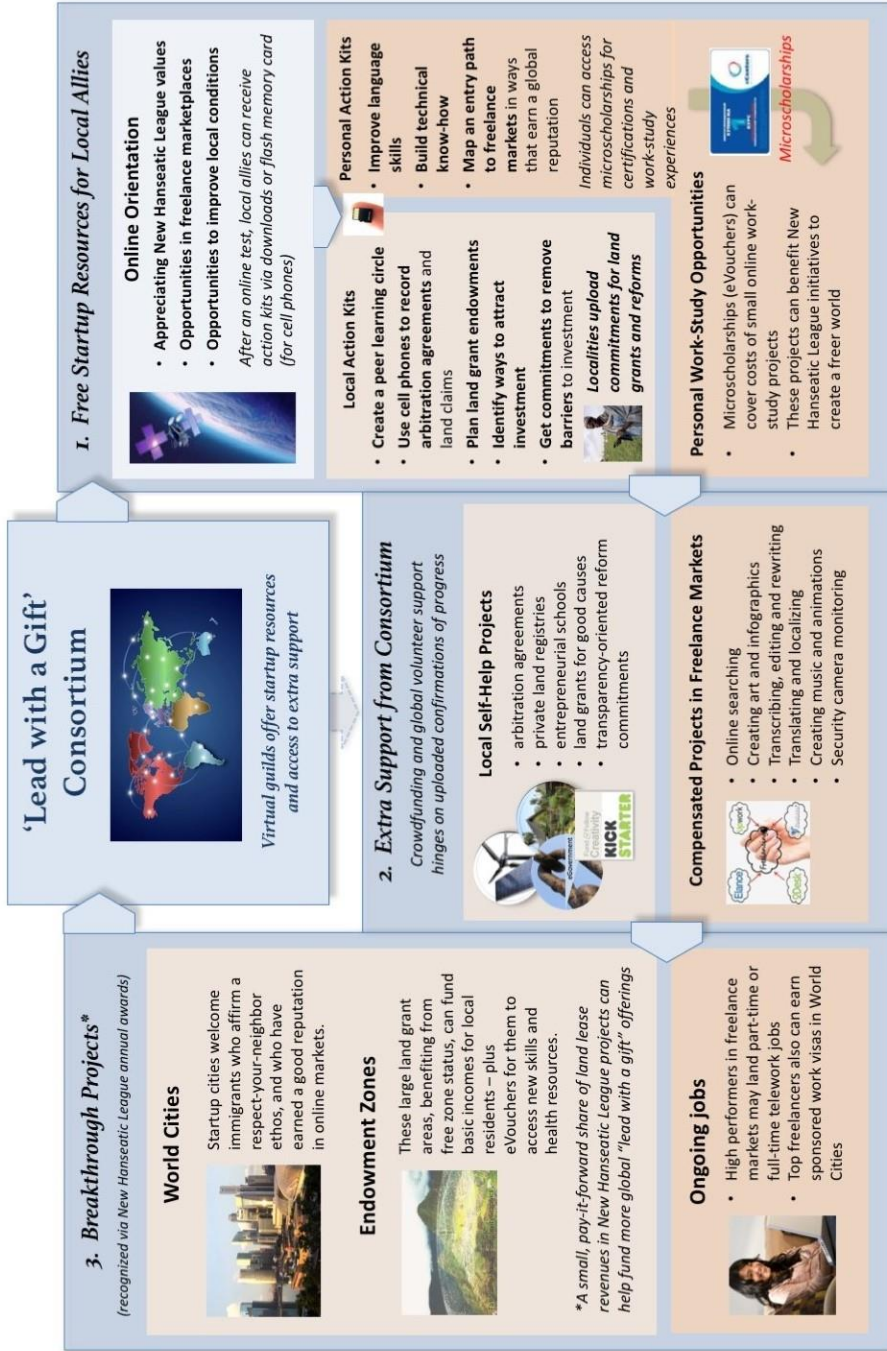 'Lead with a Gift'
Consortium
Virtual guilds offer startup resources
and access to extra support
1. Free Startup Resources for Local Allies
Online Orientation
• Appreciating New Hanseatic League values
• Opportunities in freelance marketplaces
• Opportunities to improve local conditions
After an online test, local allies can receive
action kits via downloads or flash memory card
(for cell phones)
Local Action Kits
• Create a peer learning circle
• Use cell phones to record
arbitration agreements and
land claims
• Plan land grant endowments
• Identify ways to attract
investment
• Get commitments to remove
barriers to investment
Localities upload
commitments for land
grants and reforms
Personal Action Kits
• Improve language
skills
• Build technical
know-how
• Map an entry path
to freelance
markets in ways
that earn a global
reputation
Individuals can access
microscholarships for
certifications and
work-study
experiences
Personal Work-Study Opportunities
• Microscholarships (eVouchers) can
cover costs of small online work-
study projects
• These projects can benefit New
Hanseatic League initiatives to
create a freer world
Microscholarships
2. Extra Support from Consortium
Crowdfunding and global volunteer support
hinges on uploaded confirmations of progress
Local Self-Help Projects
• arbitration agreements
• private land registries
• entrepreneurial schools
• land grants for good causes
• transparency-oriented reform
commitments
eGovernment
Creativity
KICK
STARTER
Compensated Projects in Freelance Markets
• Online searching
• Creating art and infographics
• Transcribing, editing and rewriting
• Translating and localizing
• Creating music and animations
• Security camera monitoring
Elance
oDesk
3. Breakthrough Projects*
(recognized via New Hanseatic League annual awards)
World Cities
Startup cities welcome
immigrants who affirm a
respect-your-neighbor
ethos, and who have
earned a good reputation
in online markets.
Endowment Zones
These large land grant
areas, benefiting from
free zone status, can fund
basic incomes for local
residents – plus
eVouchers for them to
access new skills and
health resources.
*A small, pay-it-forward share of land lease
revenues in New Hanseatic League projects can
help fund more global "lead with a gift" offerings
Ongoing jobs
• High performers in freelance
markets may land part-time or
full-time telework jobs
• Top freelancers also can earn
sponsored work visas in World
Cities